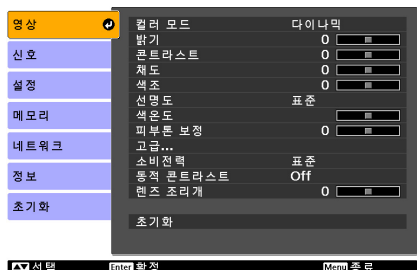 영상
신호
설정
메모리
네트워크
정보
초기화
컬러 모드 다이나믹
밝기 0
콘트라스트 0
채도 0
색조 0
선명도 표준
색온도
피부톤 보정 0
고급...
소비전력 표준
동적 콘트라스트 Off
렌즈 조리개 0
초기화
선택 Enter 확정 Menu 종료